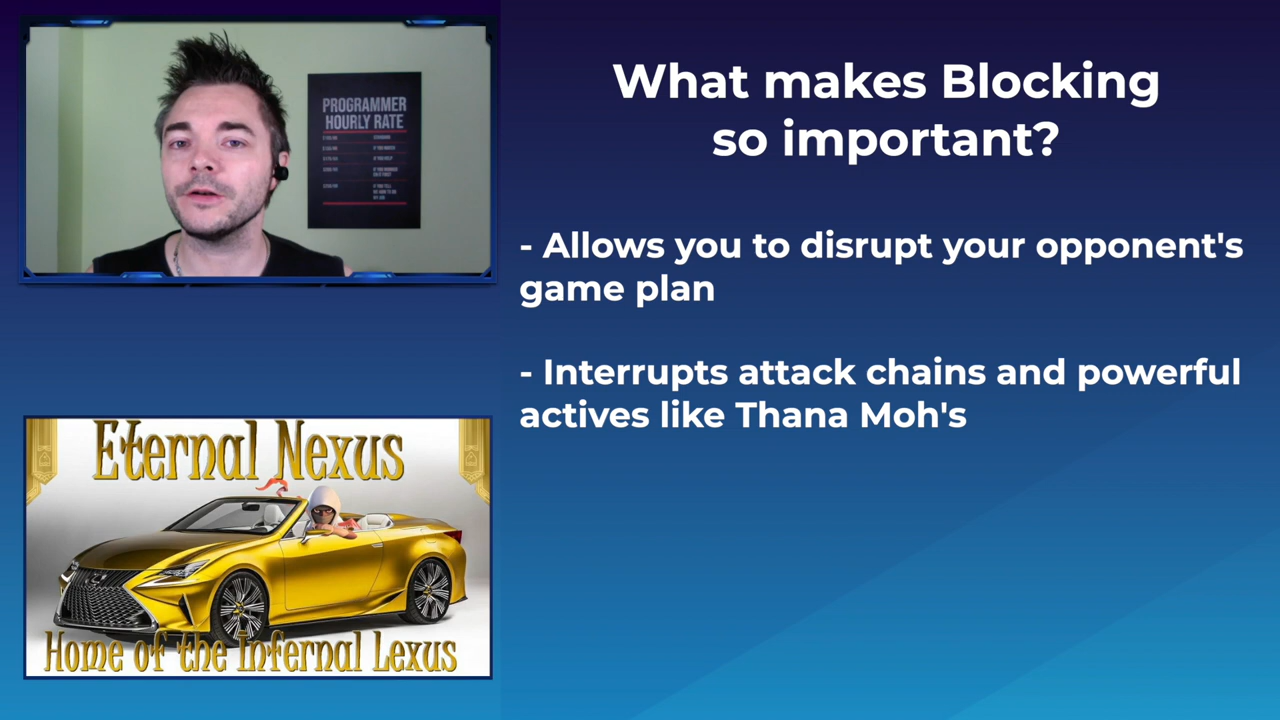 PROGRAMMER
HOURLY RATE
What makes Blocking
so important?
- Allows you to disrupt your opponent's
game plan
- Interrupts attack chains and powerful
actives like Thana Moh's
Eternal Nexus
Home of the Infernal Lexus